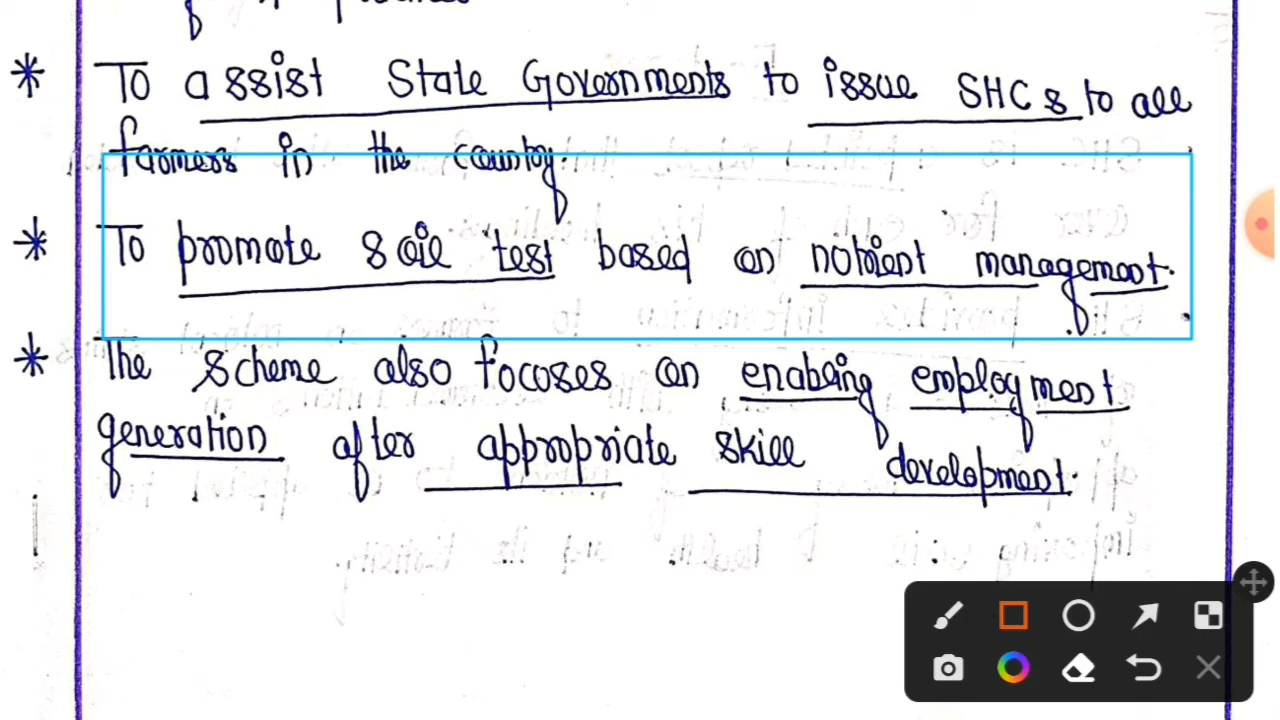 * To assist State Governments to issue SHCs to all
farmers in the country.
* To promote soil test based on nutrient management.
* The scheme also focuses on enabling employment
generation after appropriate skill development.